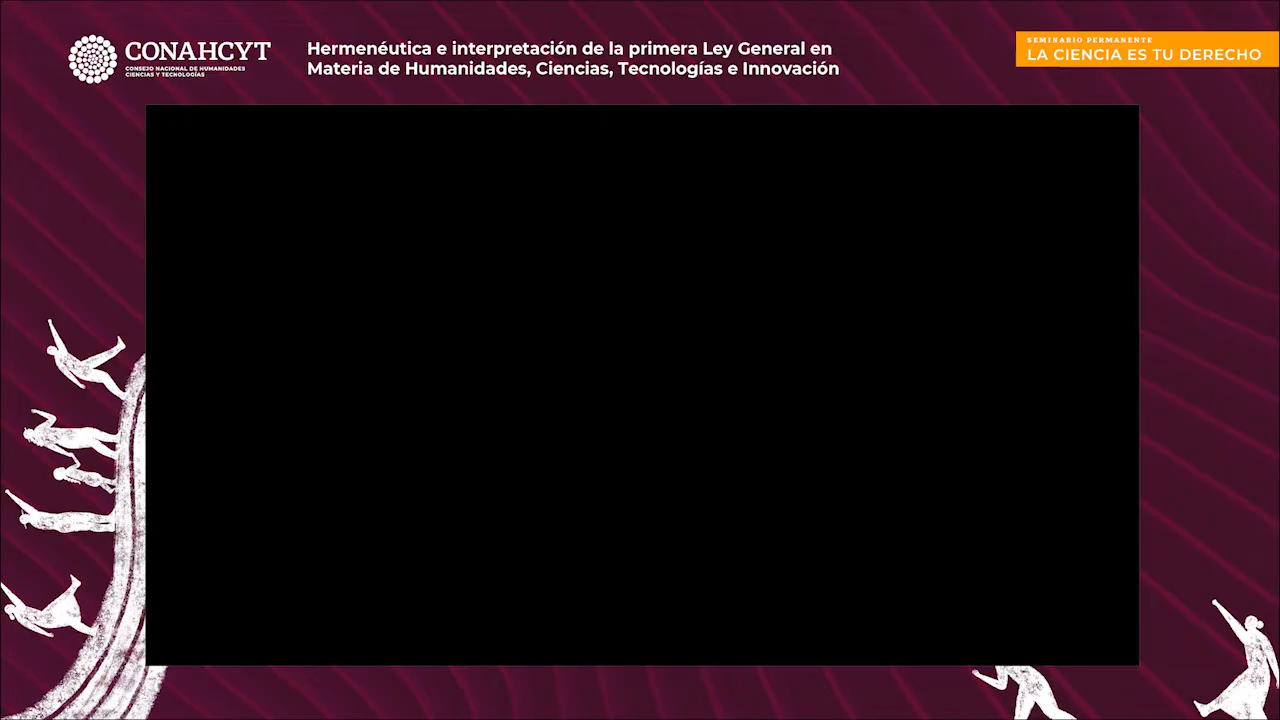 CONAHCYT
CONSEJO NACIONAL DE HUMANIDADES
CIENCIAS Y TECNOLOGÍAS
Hermenéutica e interpretación de la primera Ley General en
Materia de Humanidades, Ciencias, Tecnologías e Innovación
SEMINARIO PERMANENTE
LA CIENCIA ES TU DERECHO